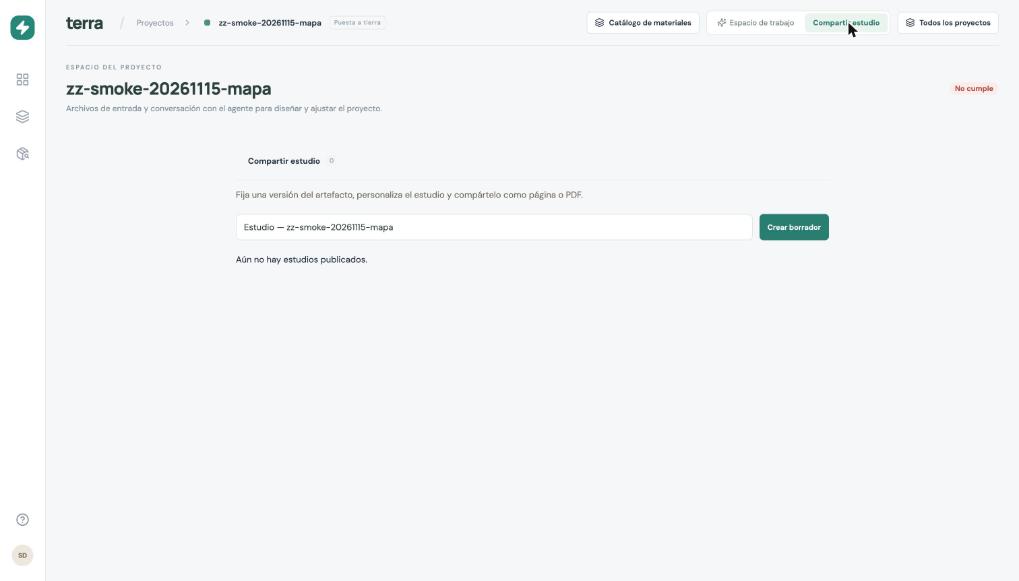 terra / Proyectos > zz-smoke-20261115-mapa Puesta a tierra Catálogo de materiales Espacio de trabajo Compartir estudio Todos los proyectos
ESPACIO DEL PROYECTO
zz-smoke-20261115-mapa
No cumple
Archivos de entrada y conversación con el agente para diseñar y ajustar el proyecto.
Compartir estudio 0
Fija una versión del artefacto, personaliza el estudio y compártelo como página o PDF.
Estudio — zz-smoke-20261115-mapa Crear borrador
Aún no hay estudios publicados.
SD